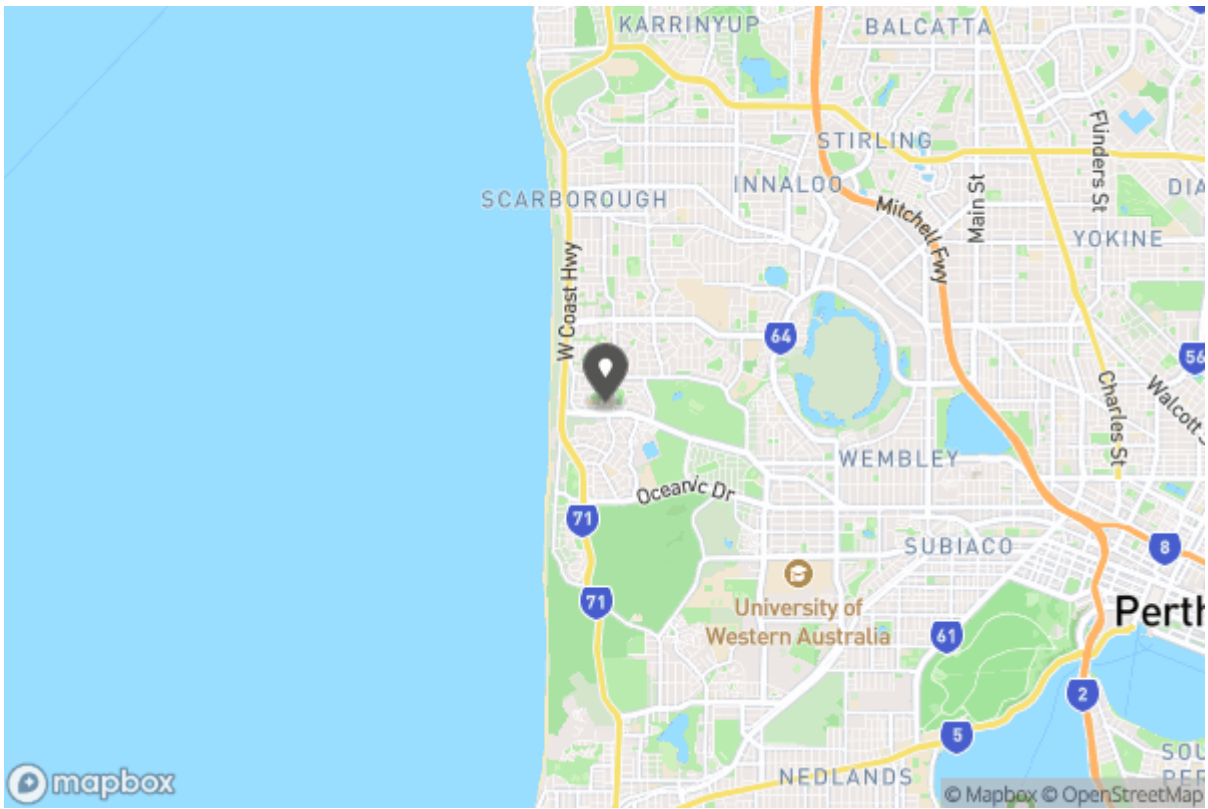 KARRINYUP
BALCATTA
Flinders St
STIRLING
INNALOO
DIA
SCARBOROUGH
Main St
Mitchell Fwy
YOKINE
W Coast Hwy
64
56
Charles St
Walcott S
WEMBLEY
Oceanic Dr
71
SUBIACO
8
71
University of
Western Australia
Perth
61
2
5
SOU
PER
NEDLANDS
mapbox
© Mapbox © OpenStreetMap